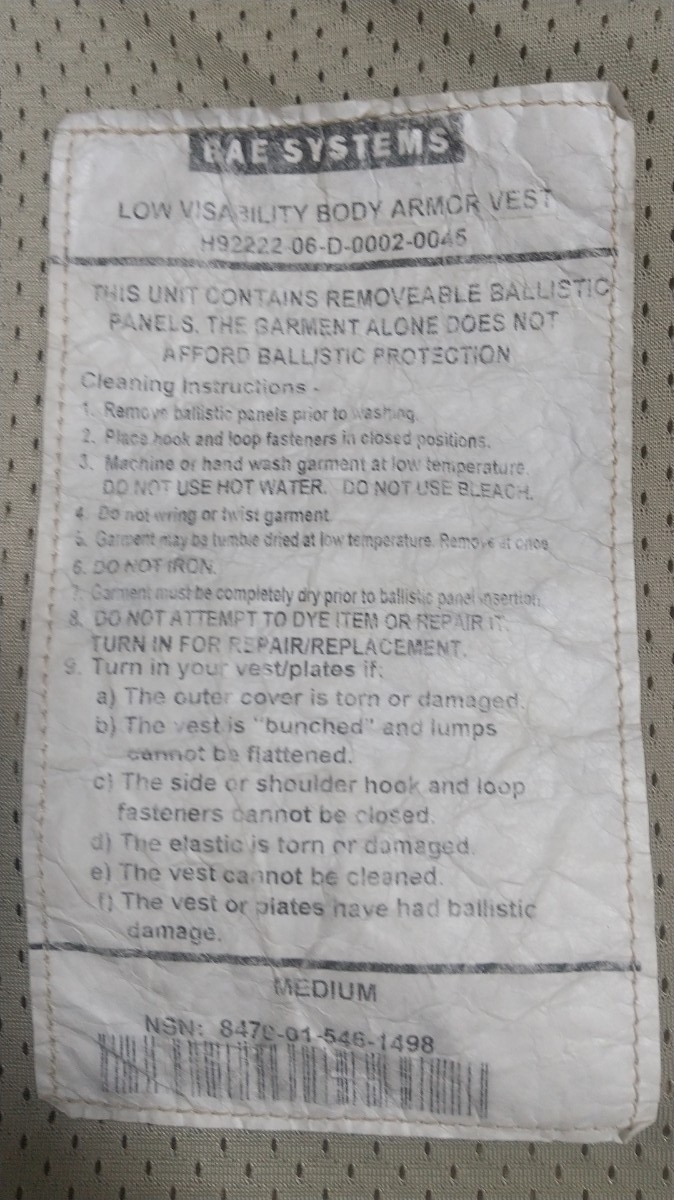 BAE SYSTEMS
LOW VISABILITY BODY ARMOR VEST
H92222-06-D-0002-0045
THIS UNIT CONTAINS REMOVEABLE BALLISTIC
PANELS. THE GARMENT ALONE DOES NOT
AFFORD BALLISTIC PROTECTION
Cleaning Instructions -
1. Remove ballistic panels prior to washing.
2. Place hook and loop fasteners in closed positions.
3. Machine or hand wash garment at low temperature.
DO NOT USE HOT WATER. DO NOT USE BLEACH.
4. Do not wring or twist garment.
5. Garment may be tumble dried at low temperature. Remove at once
6. DO NOT IRON.
7. Garment must be completely dry prior to ballistic panel insertion.
8. DO NOT ATTEMPT TO DYE ITEM OR REPAIR IT.
TURN IN FOR REPAIR/REPLACEMENT.
9. Turn in your vest/plates if:
a) The outer cover is torn or damaged.
b) The vest is "bunched" and lumps
cannot be flattened.
c) The side or shoulder hook and loop
fasteners cannot be closed.
d) The elastic is torn or damaged.
e) The vest cannot be cleaned.
f) The vest or plates have had ballistic
damage.
MEDIUM
NSN: 8470-01-546-1498